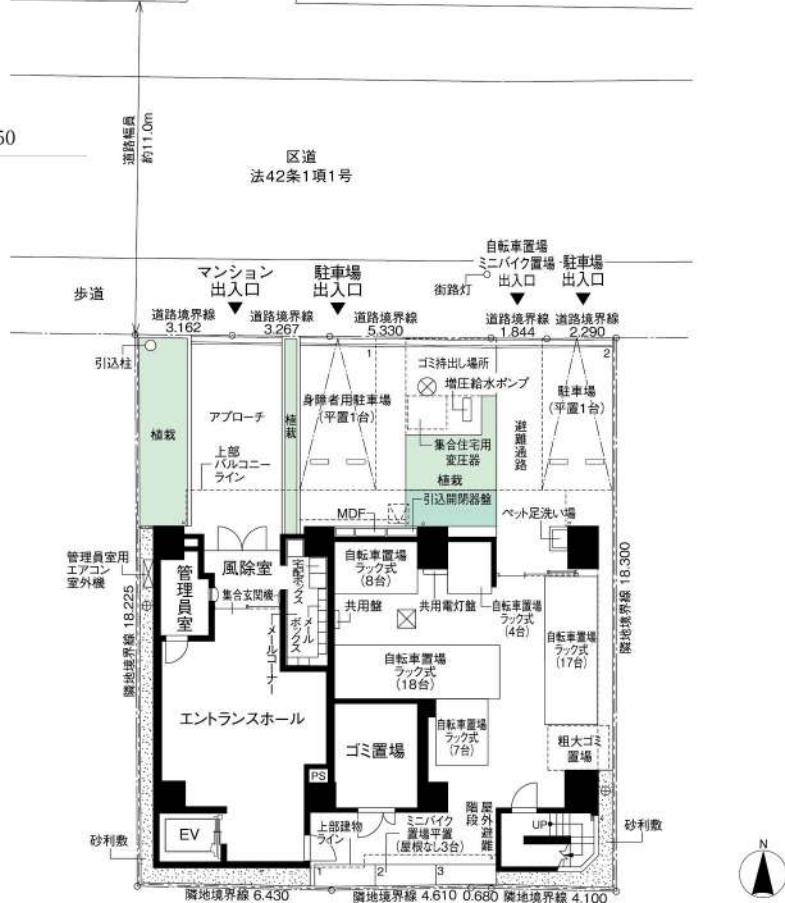 50
道路幅員
約11.0m
区道
法42条1項1号
歩道
マンション
出入口
駐車場
出入口
街路灯
自転車置場
ミニバイク置場
出入口
駐車場
出入口
道路境界線
3.162
道路境界線
3.267
道路境界線
5.330
道路境界線
1.844
道路境界線
2.290
引込柱
植栽
アプローチ
上部
バルコニー
ライン
植栽
1
身障者用駐車場
(平置1台)
ゴミ持出し場所
増圧給水ポンプ
集合住宅用
変圧器
植栽
引込開閉器盤
避難通路
2
駐車場
(平置1台)
ペット足洗い場
MDF
管理員室用
エアコン
室外機
管理員室
風除室
集合玄関機
宅配ボックス
メール
ボックス
メールコーナー
自転車置場
ラック式
(8台)
共用盤
共用電灯盤
自転車置場
ラック式
(4台)
自転車置場
ラック式
(17台)
自転車置場
ラック式
(18台)
隣地境界線 18.225
隣地境界線 18.300
エントランスホール
ゴミ置場
自転車置場
ラック式
(7台)
粗大ゴミ
置場
PS
EV
上部建物
ライン
ミニバイク
置場平置
(屋根なし3台)
屋外避難
階段
UP
砂利敷
砂利敷
1
2
3
隣地境界線 6.430
隣地境界線 4.610
0.680
隣地境界線 4.100
N